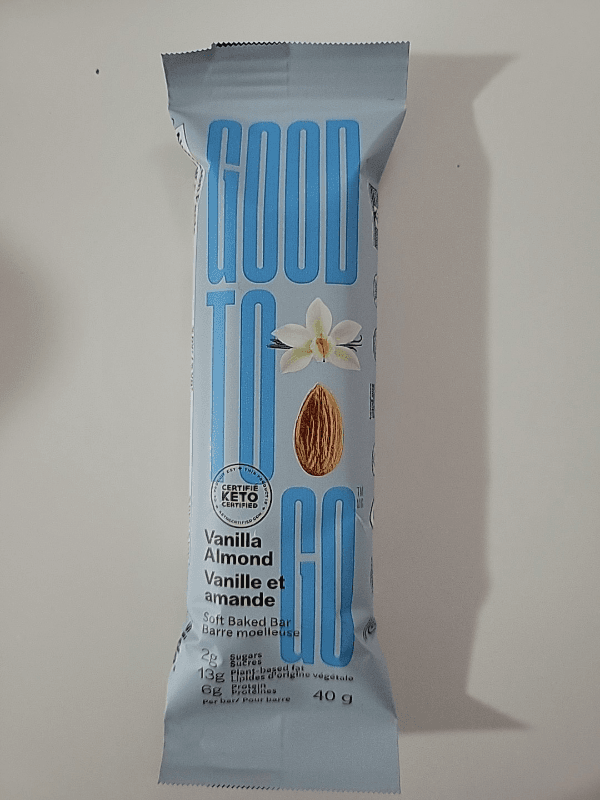 GOOD
TO
GO
TM
CERTIFIÉ
KETO
CERTIFIED
Vanilla
Almond
Vanille et
amande
Soft Baked Bar
Barre moelleuse
2g Sugars
Sucres
13g Plant-based fat
Lipides d'origine végétale
6g Protein
Protéines
Per bar/ Pour barre
40 g